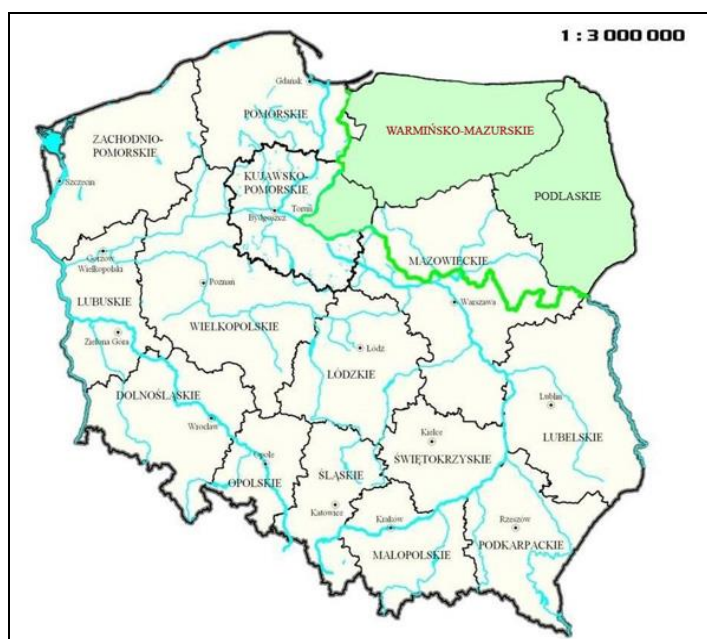 1 : 3 000 000
Gdańsk
POMORSKIE
WARMIŃSKO-MAZURSKIE
ZACHODNIO-
POMORSKIE
Szczecin
KUJAWSKO-
POMORSKIE
Bydgoszcz
Toruń
PODLASKIE
Gorzów
Wielkopolski
MAZOWIECKIE
Poznań
Warszawa
LUBUSKIE
WIELKOPOLSKIE
Zielona Góra
Łódź
ŁÓDZKIE
DOLNOŚLĄSKIE
Wrocław
Lublin
LUBELSKIE
Kielce
ŚWIĘTOKRZYSKIE
Opole
OPOLSKIE
ŚLĄSKIE
Katowice
Kraków
MAŁOPOLSKIE
Rzeszów
PODKARPACKIE